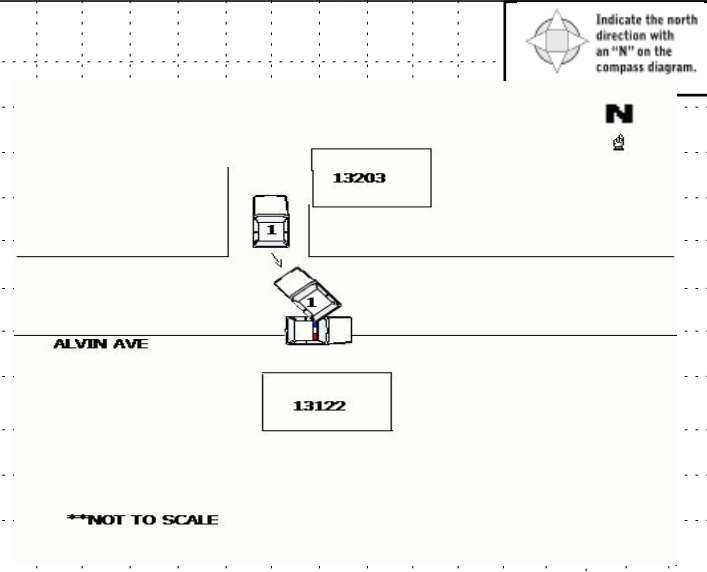 Indicate the north
direction with
an “N” on the
compass diagram.
N
13203
1
1
ALVIN AVE
13122
**NOT TO SCALE